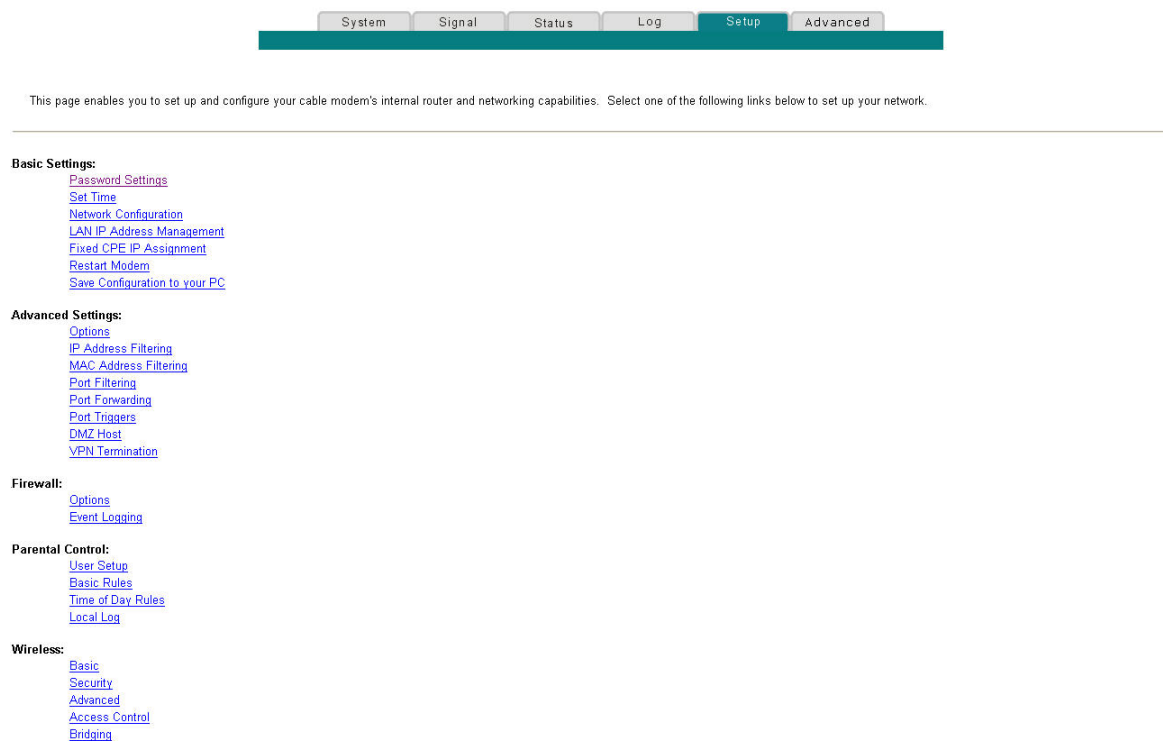 System Signal Status Log Setup Advanced
This page enables you to set up and configure your cable modem's internal router and networking capabilities. Select one of the following links below to set up your network.
Basic Settings:
Password Settings
Set Time
Network Configuration
LAN IP Address Management
Fixed CPE IP Assignment
Restart Modem
Save Configuration to your PC
Advanced Settings:
Options
IP Address Filtering
MAC Address Filtering
Port Filtering
Port Forwarding
Port Triggers
DMZ Host
VPN Termination
Firewall:
Options
Event Logging
Parental Control:
User Setup
Basic Rules
Time of Day Rules
Local Log
Wireless:
Basic
Security
Advanced
Access Control
Bridging